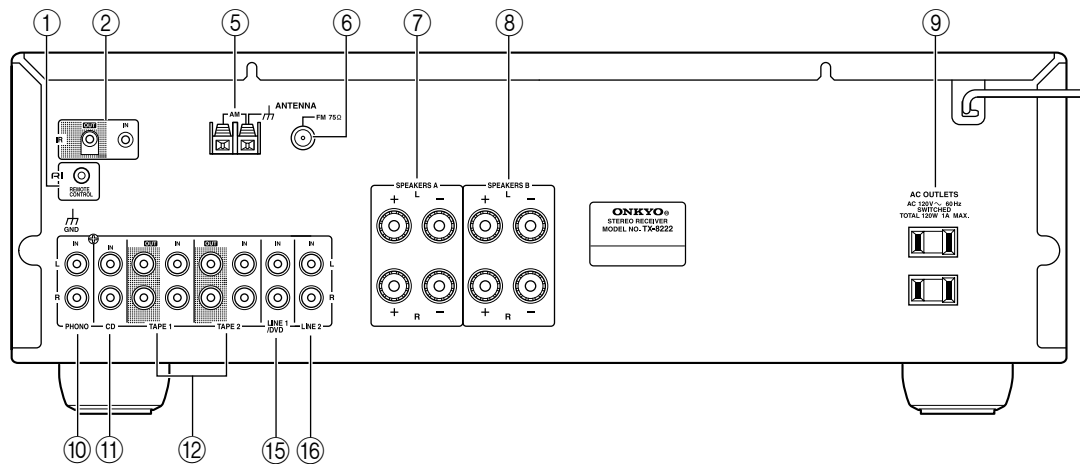 ① ② ⑤ ⑦ ⑥ ⑧ ⑨
ANTENNA
AM
FM 75Ω
OUT IN
IR
RI
REMOTE
CONTROL
GND
SPEAKERS A
+ L −
+ R −
SPEAKERS B
+ L −
+ R −
ONKYO®
STEREO RECEIVER
MODEL NO. TX-8222
AC OUTLETS
AC 120V～ 60Hz
SWITCHED
TOTAL 120W 1A MAX.
IN IN OUT IN OUT IN IN IN
L L
R R
PHONO CD TAPE 1 TAPE 2 LINE 1 LINE 2
/DVD
⑩ ⑪ ⑫ ⑮ ⑯